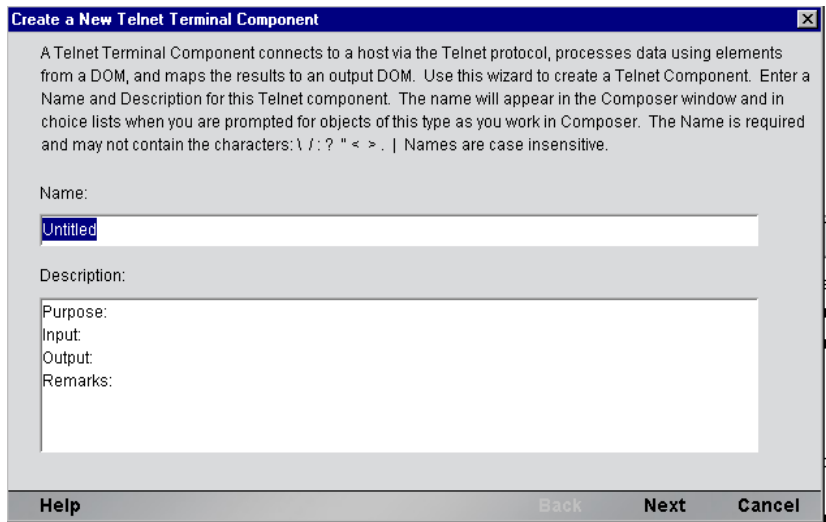 Create a New Telnet Terminal Component
A Telnet Terminal Component connects to a host via the Telnet protocol, processes data using elements
from a DOM, and maps the results to an output DOM. Use this wizard to create a Telnet Component. Enter a
Name and Description for this Telnet component. The name will appear in the Composer window and in
choice lists when you are prompted for objects of this type as you work in Composer. The Name is required
and may not contain the characters: \ / : ? " < > . | Names are case insensitive.
Name:
Untitled
Description:
Purpose:
Input:
Output:
Remarks:
Help Back Next Cancel